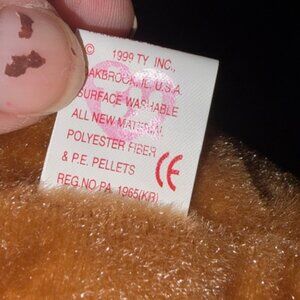 © 1999 TY INC.,
OAKBROOK, IL. U.S.A.
SURFACE WASHABLE
ALL NEW MATERIAL
POLYESTER FIBER
& P.E. PELLETS CE
REG.NO PA. 1965(KR)